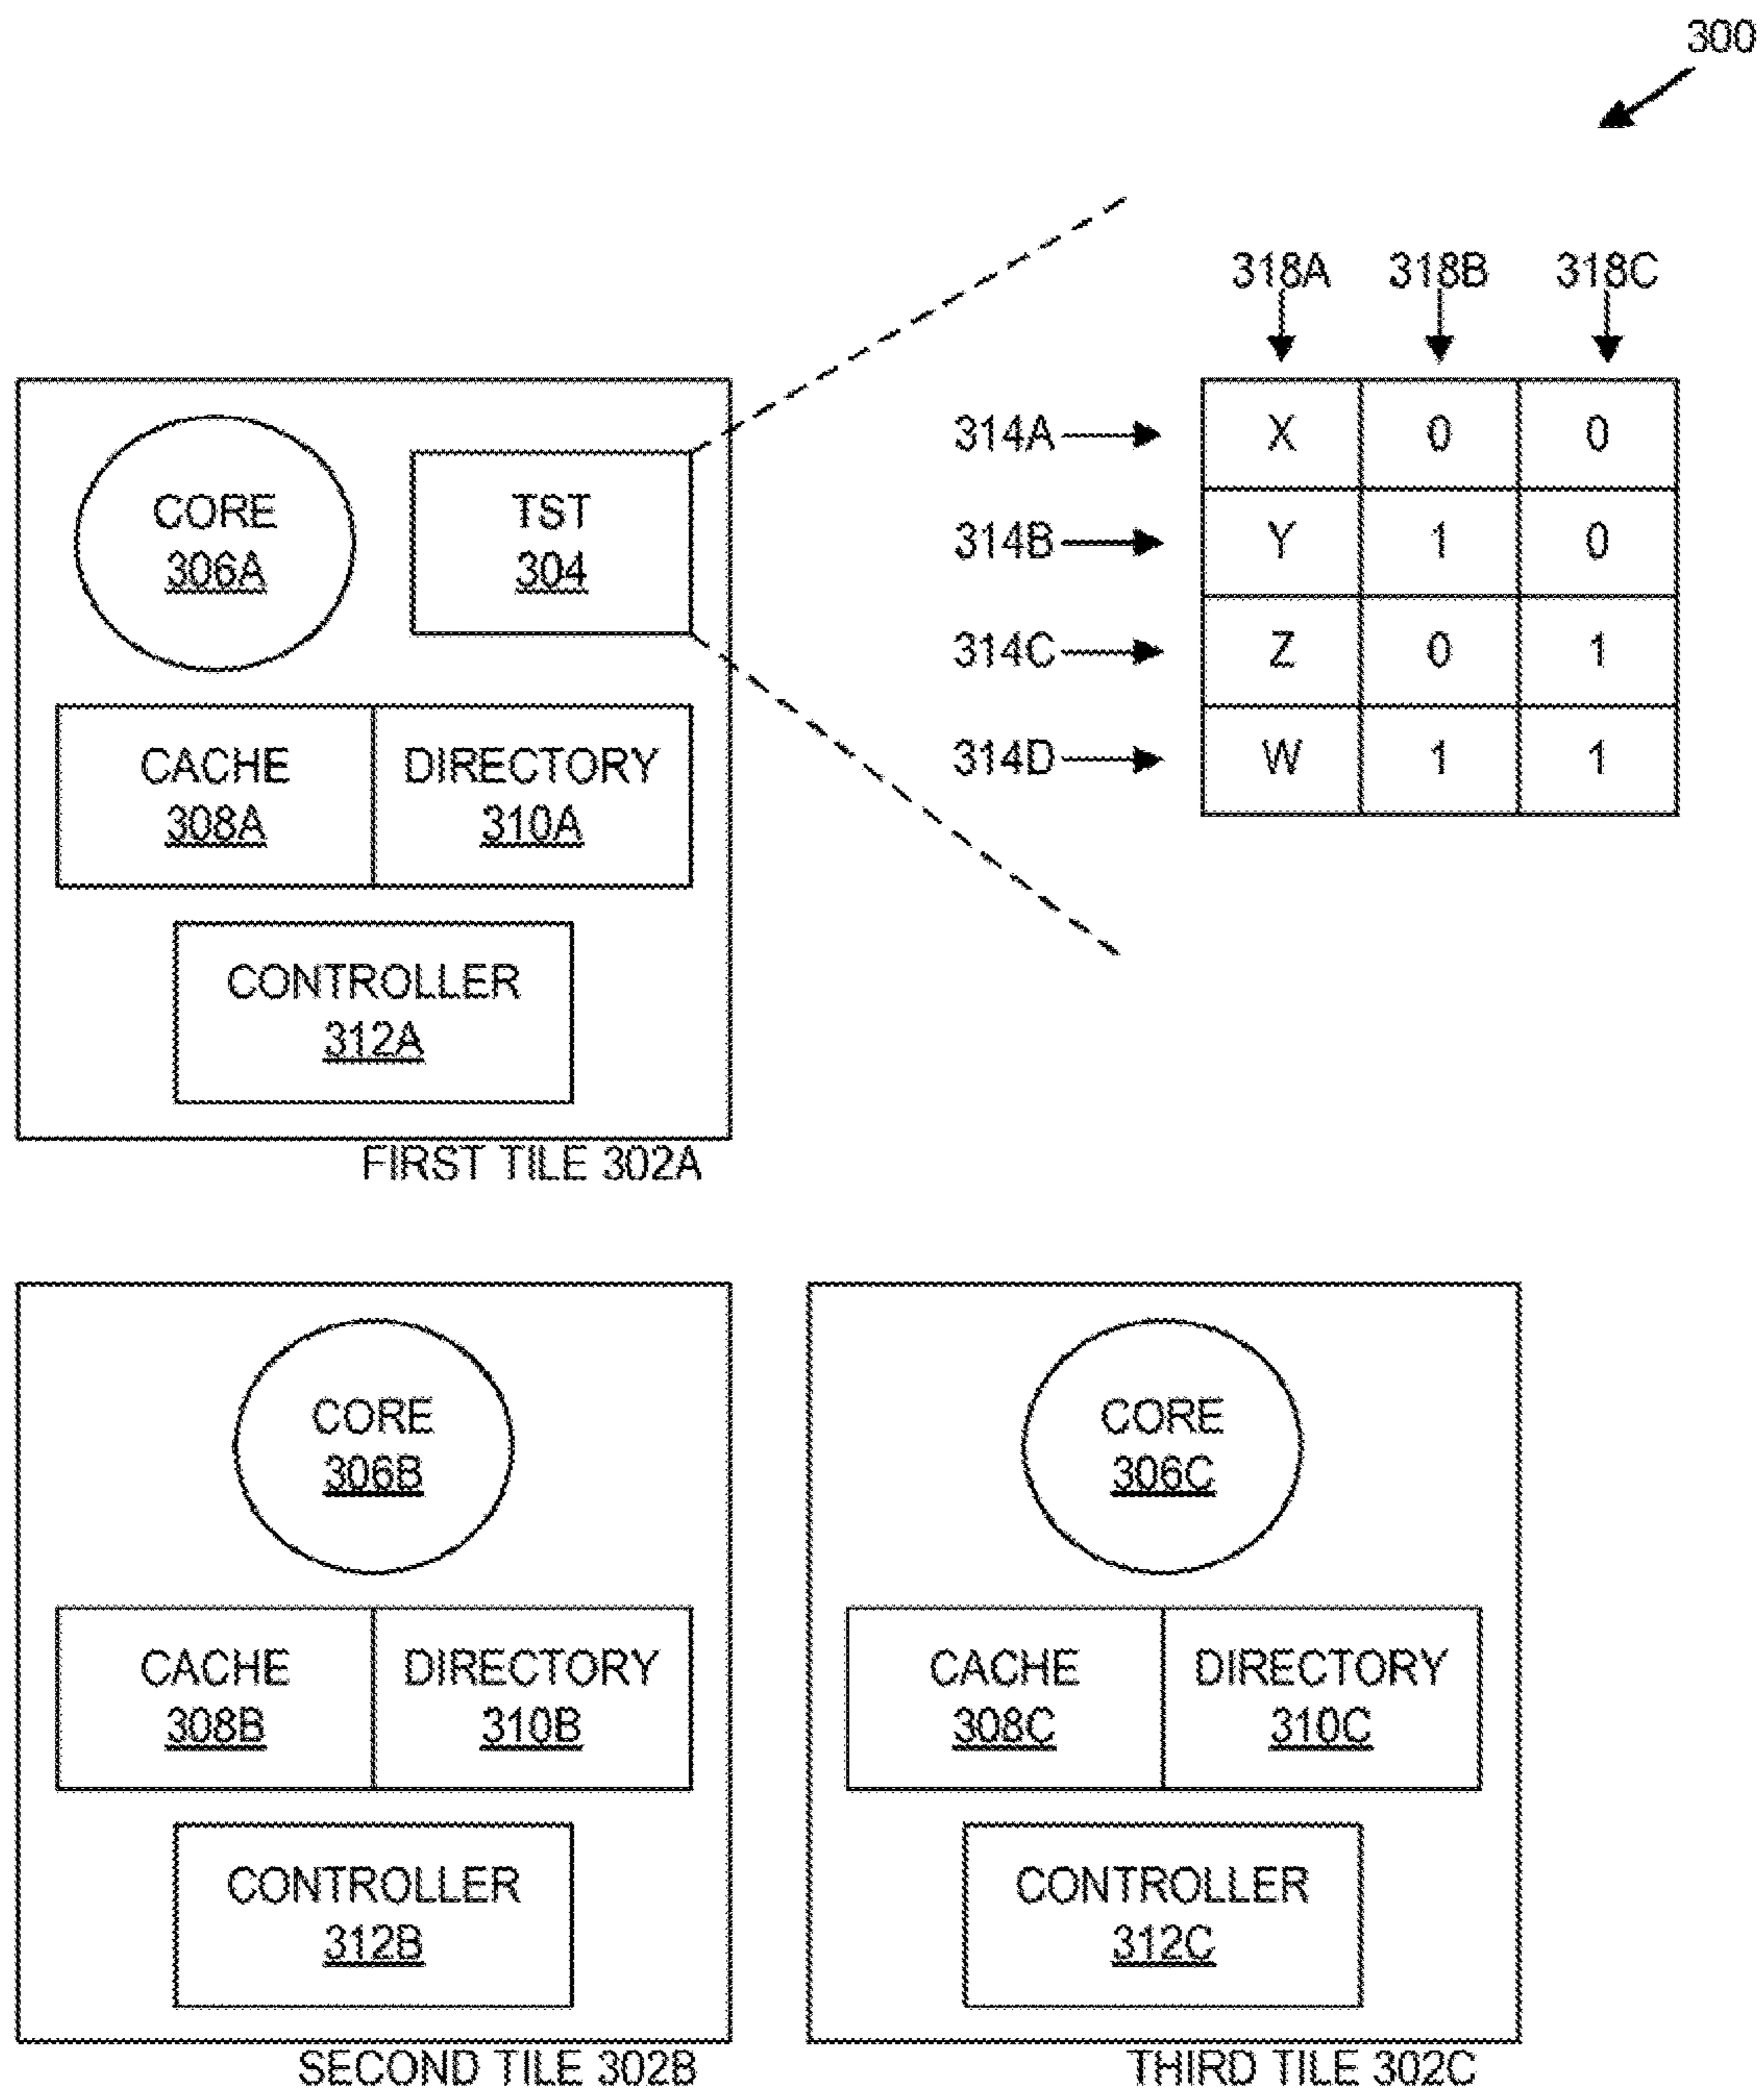 300
318A 318B 318C
314A X 0 0
314B Y 1 0
314C Z 0 1
314D W 1 1
CORE
306A
TST
304
CACHE
308A
DIRECTORY
310A
CONTROLLER
312A
FIRST TILE 302A
CORE
306B
CACHE
308B
DIRECTORY
310B
CONTROLLER
312B
SECOND TILE 302B
CORE
306C
CACHE
308C
DIRECTORY
310C
CONTROLLER
312C
THIRD TILE 302C